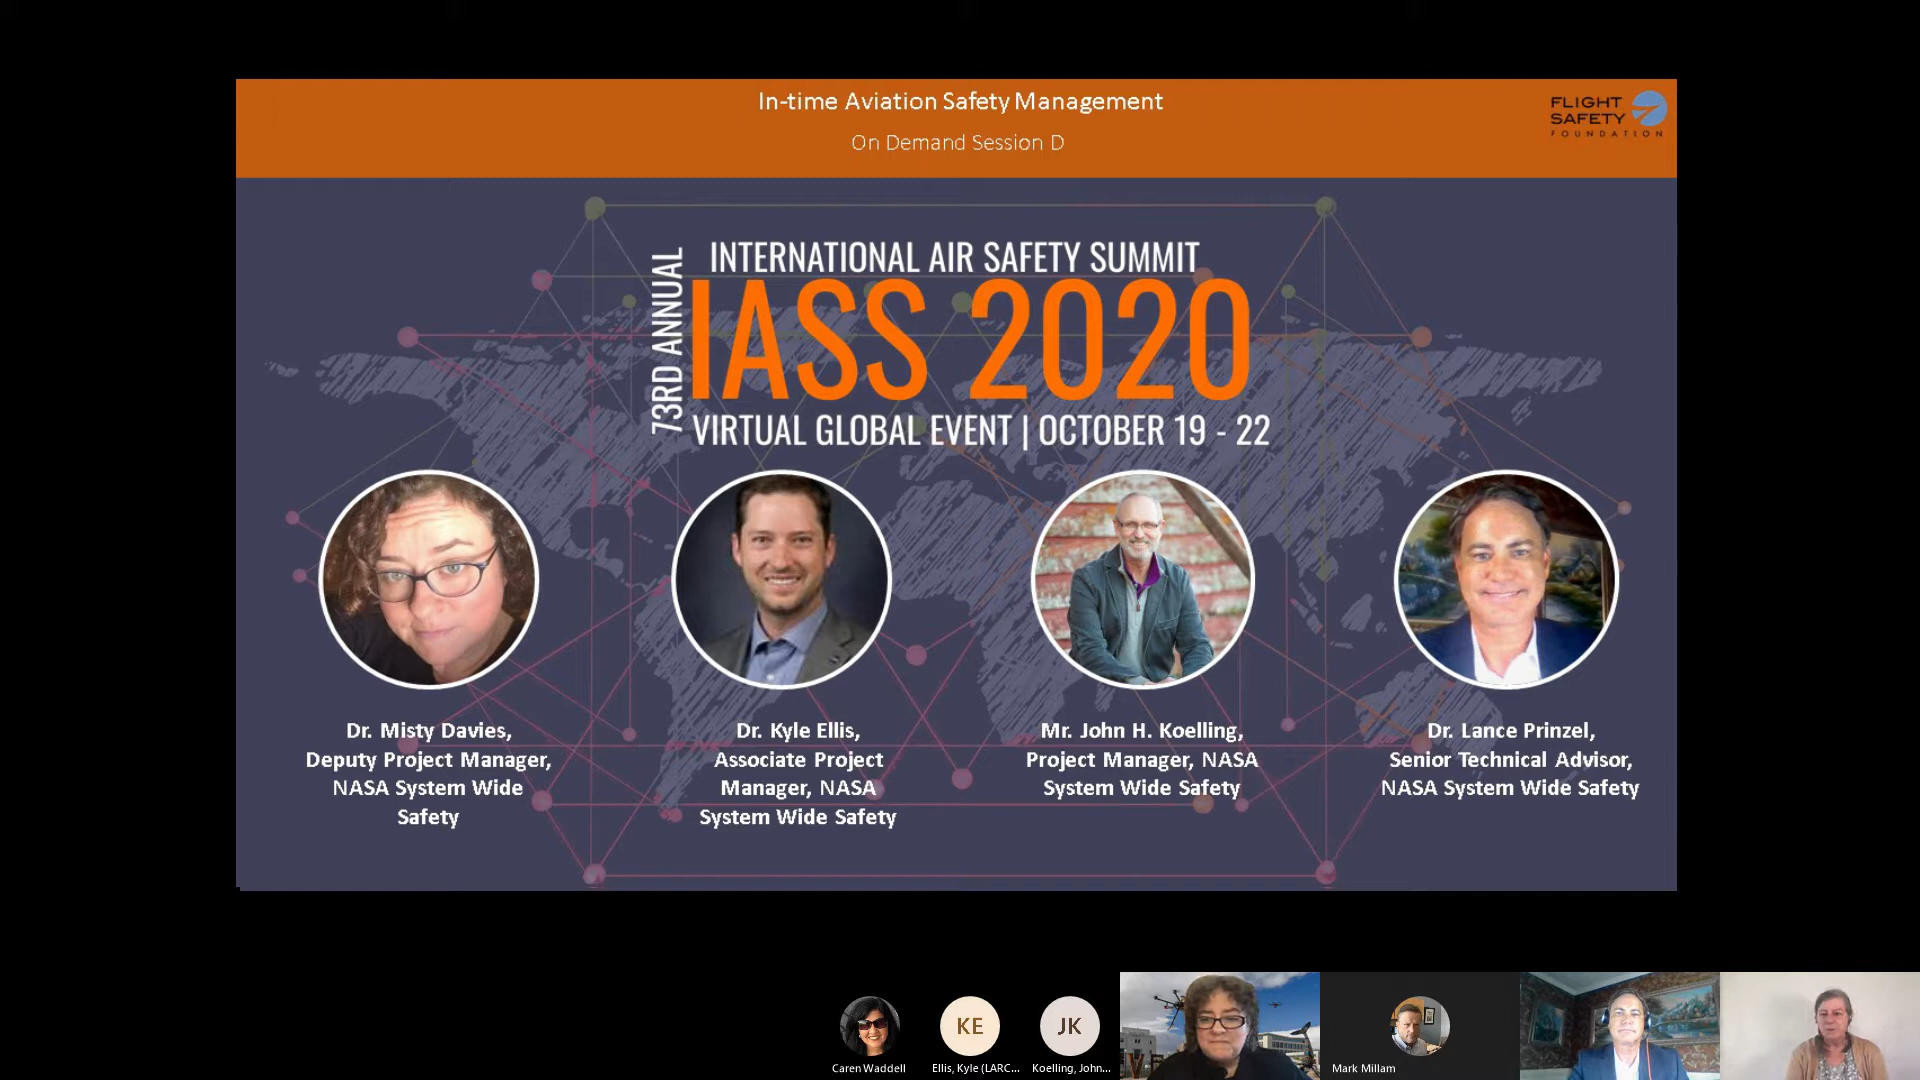 In-time Aviation Safety Management
On Demand Session D
FLIGHT
SAFETY
FOUNDATION
73RD ANNUAL
INTERNATIONAL AIR SAFETY SUMMIT
IASS 2020
VIRTUAL GLOBAL EVENT | OCTOBER 19 - 22
Dr. Misty Davies,
Deputy Project Manager,
NASA System Wide
Safety
Dr. Kyle Ellis,
Associate Project
Manager, NASA
System Wide Safety
Mr. John H. Koelling,
Project Manager, NASA
System Wide Safety
Dr. Lance Prinzel,
Senior Technical Advisor,
NASA System Wide Safety
KE
JK
Caren Waddell
Ellis, Kyle (LARC...
Koelling, John...
Mark Millam